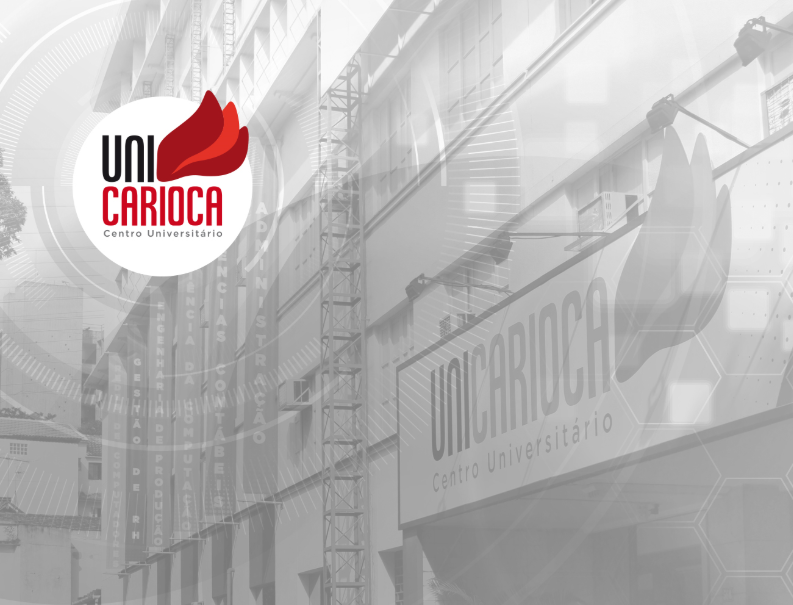 UNI
CARIOCA
Centro Universitário
ADMINISTRAÇÃO
CIÊNCIAS CONTÁBEIS
CIÊNCIA DA COMPUTAÇÃO
ENGENHARIA DE PRODUÇÃO
GESTÃO DE RH
UNICARIOCA
Centro Universitário